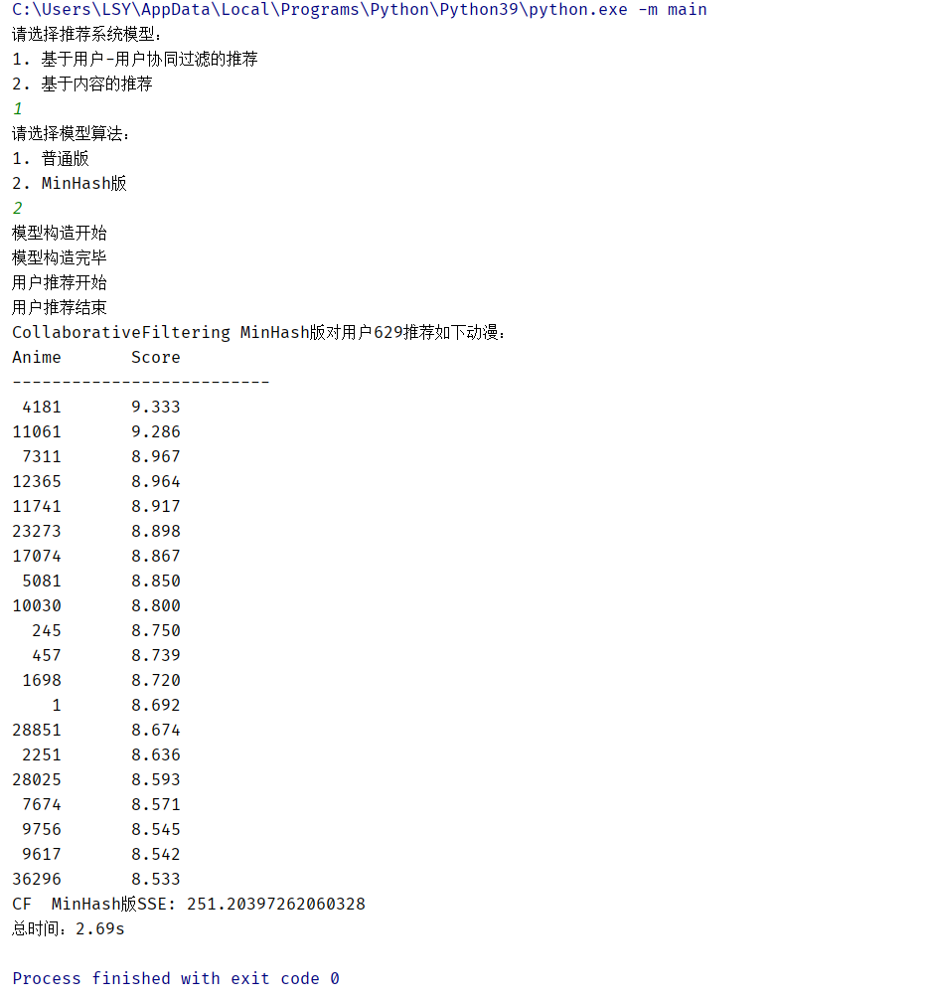 C:\Users\LSY\AppData\Local\Programs\Python\Python39\python.exe -m main
请选择推荐系统模型:
1. 基于用户-用户协同过滤的推荐
2. 基于内容的推荐
1
请选择模型算法:
1. 普通版
2. MinHash版
2
模型构造开始
模型构造完毕
用户推荐开始
用户推荐结束
CollaborativeFiltering MinHash版对用户629推荐如下动漫:
Anime       Score
--------------------------
 4181       9.333
11061       9.286
 7311       8.967
12365       8.964
11741       8.917
23273       8.898
17074       8.867
 5081       8.850
10030       8.800
  245       8.750
  457       8.739
 1698       8.720
    1       8.692
28851       8.674
 2251       8.636
28025       8.593
 7674       8.571
 9756       8.545
 9617       8.542
36296       8.533
CF  MinHash版SSE: 251.20397262060328
总时间: 2.69s
Process finished with exit code 0